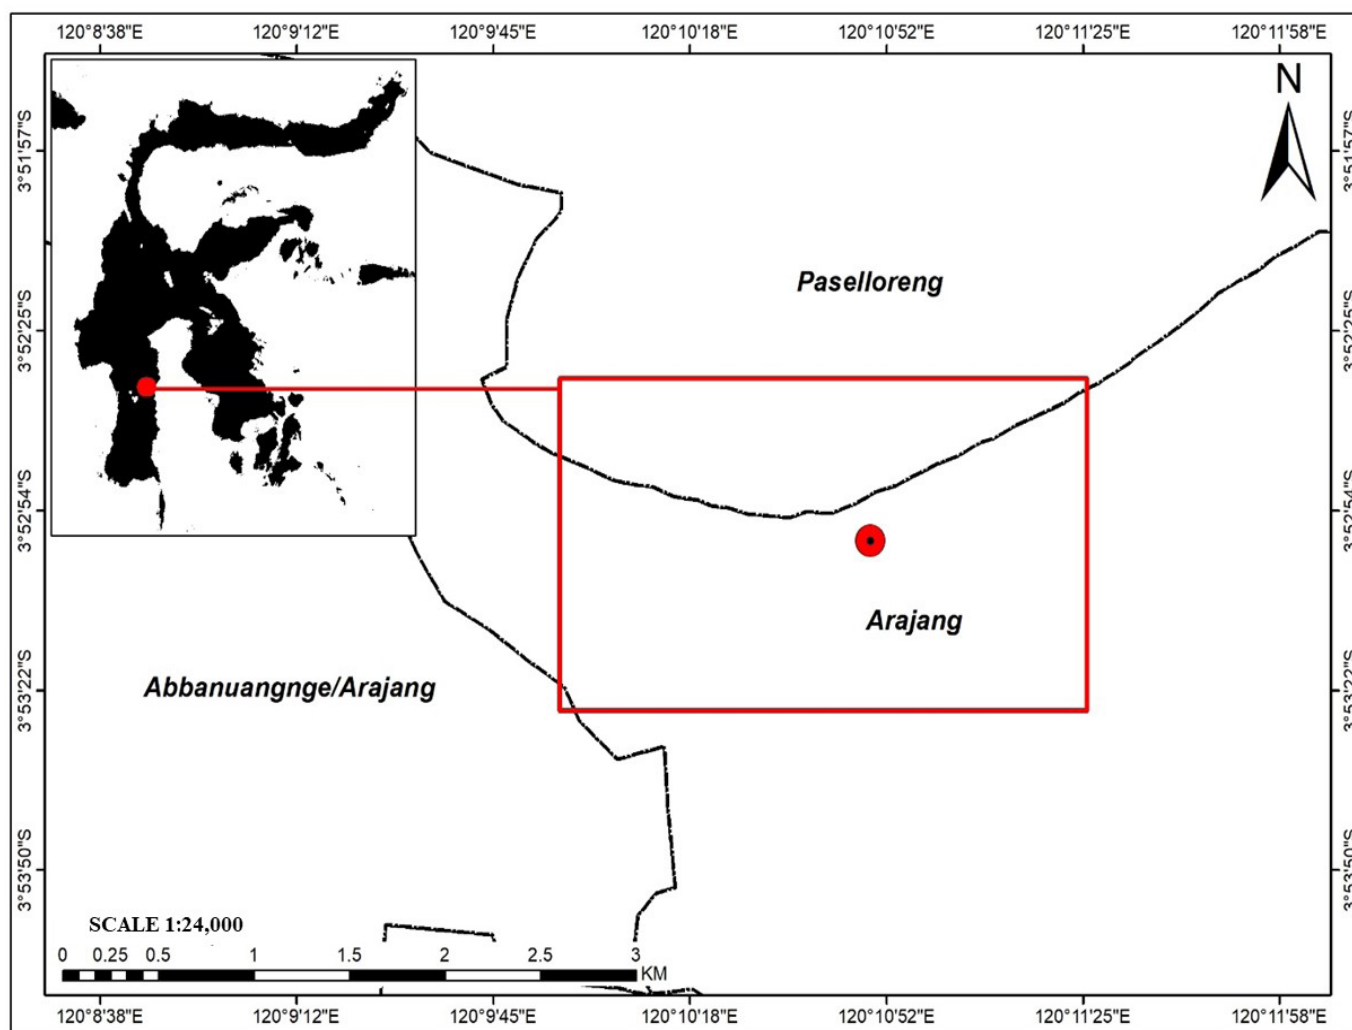 120°8'38"E 120°9'12"E 120°9'45"E 120°10'18"E 120°10'52"E 120°11'25"E 120°11'58"E
N
3°51'57"S 3°51'57"S
Paselloreng
3°52'25"S 3°52'25"S
3°52'54"S 3°52'54"S
Arajang
Abbanuangnge/Arajang
3°53'22"S 3°53'22"S
3°53'50"S 3°53'50"S
SCALE 1:24,000
0 0.25 0.5 1 1.5 2 2.5 3
KM
120°8'38"E 120°9'12"E 120°9'45"E 120°10'18"E 120°10'52"E 120°11'25"E 120°11'58"E